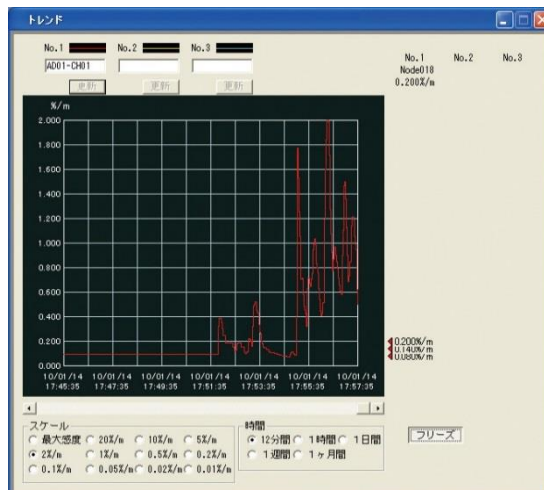 トレンド
No.1 No.2 No.3
AD01-CH01
更新 更新 更新
No.1 No.2 No.3
Node018
0.200%/m
%/m
2.000
1.800
1.600
1.400
1.200
1.000
0.800
0.600
0.400
0.200
0.000
0.200%/m
0.140%/m
0.080%/m
10/01/14 10/01/14 10/01/14 10/01/14 10/01/14 10/01/14 10/01/14
17:45:35 17:47:35 17:49:35 17:51:35 17:53:35 17:55:35 17:57:35
スケール
最大感度 20%/m 10%/m 5%/m
2%/m 1%/m 0.5%/m 0.2%/m
0.1%/m 0.05%/m 0.02%/m 0.01%/m
時間
12分間 1時間 1日間
1週間 1ヶ月間
フリーズ